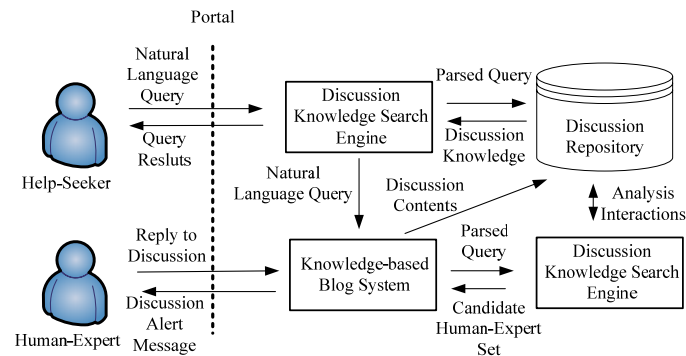 Portal
Natural
Language
Query
Query
Resluts
Help-Seeker
Discussion
Knowledge Search
Engine
Parsed Query
Discussion
Knowledge
Discussion
Repository
Natural
Language Query
Discussion
Contents
Analysis
Interactions
Reply to
Discussion
Discussion
Alert
Message
Human-Expert
Knowledge-based
Blog System
Parsed
Query
Candidate
Human-Expert
Set
Discussion
Knowledge Search
Engine